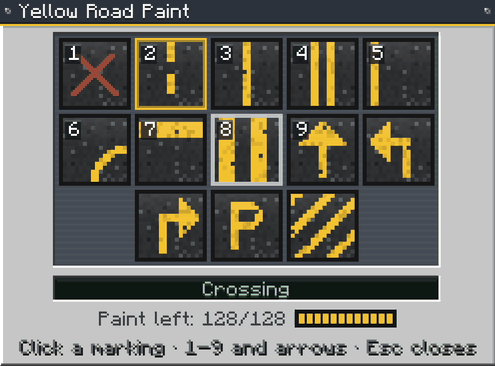 Yellow Road Paint
1 2 3 4 5
6 7 8 9
P
Crossing
Paint left: 128/128
Click a marking · 1-9 and arrows · Esc closes